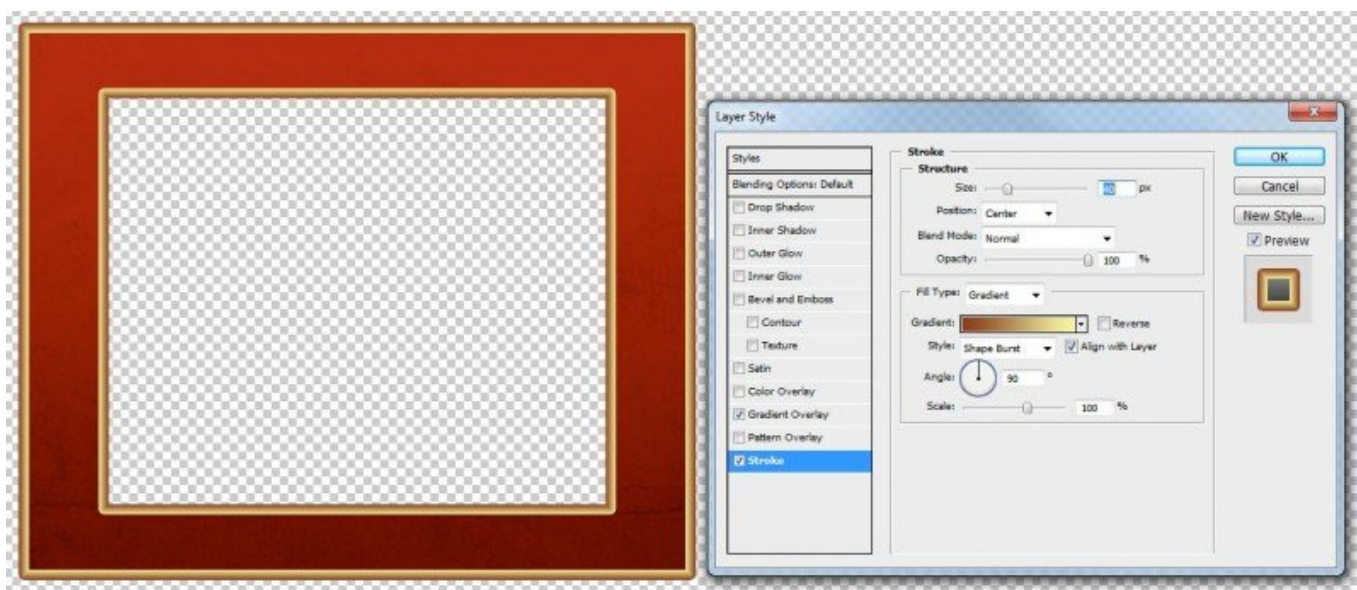 Layer Style
Styles
Blending Options: Default
Drop Shadow
Inner Shadow
Outer Glow
Inner Glow
Bevel and Emboss
Contour
Texture
Satin
Color Overlay
Gradient Overlay
Pattern Overlay
Stroke
Stroke
Structure
Size: 40 px
Position: Center
Blend Mode: Normal
Opacity: 100 %
Fill Type: Gradient
Gradient: Reverse
Style: Shape Burst Align with Layer
Angle: 90 °
Scale: 100 %
OK
Cancel
New Style...
Preview